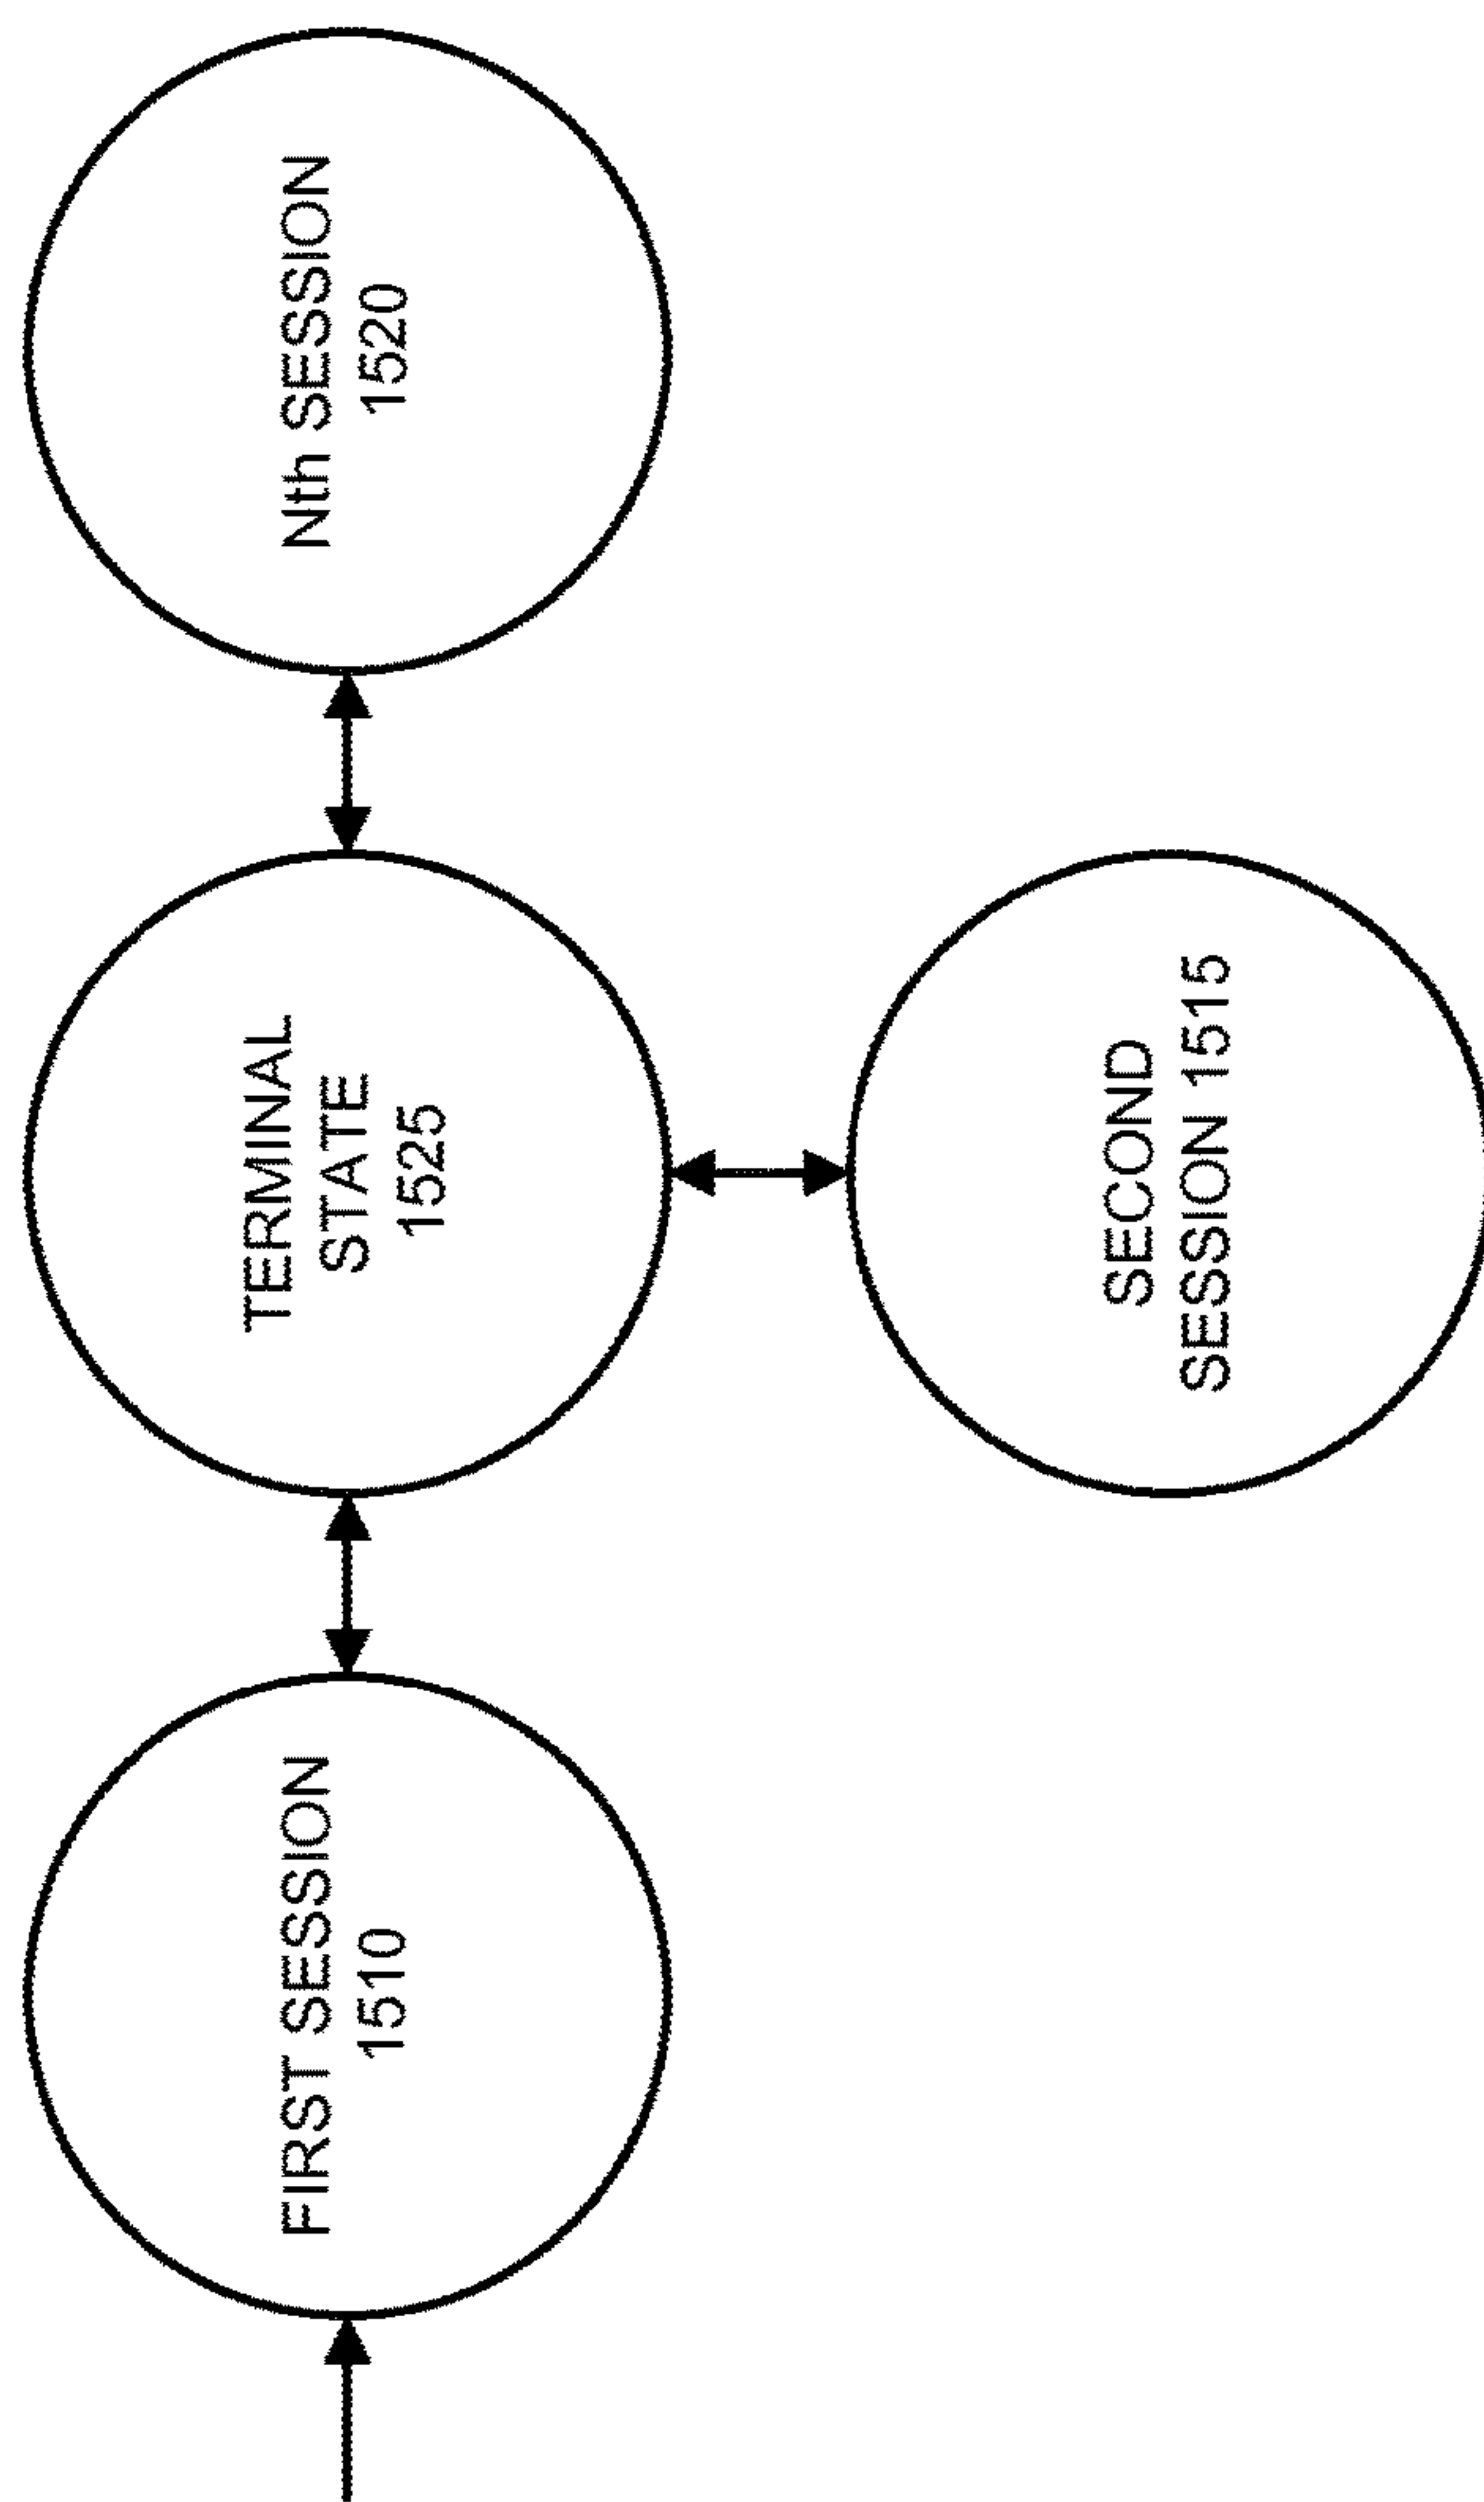 FIRST SESSION
1510
TERMINAL
STATE
1525
Nth SESSION
1520
SECOND
SESSION 1515